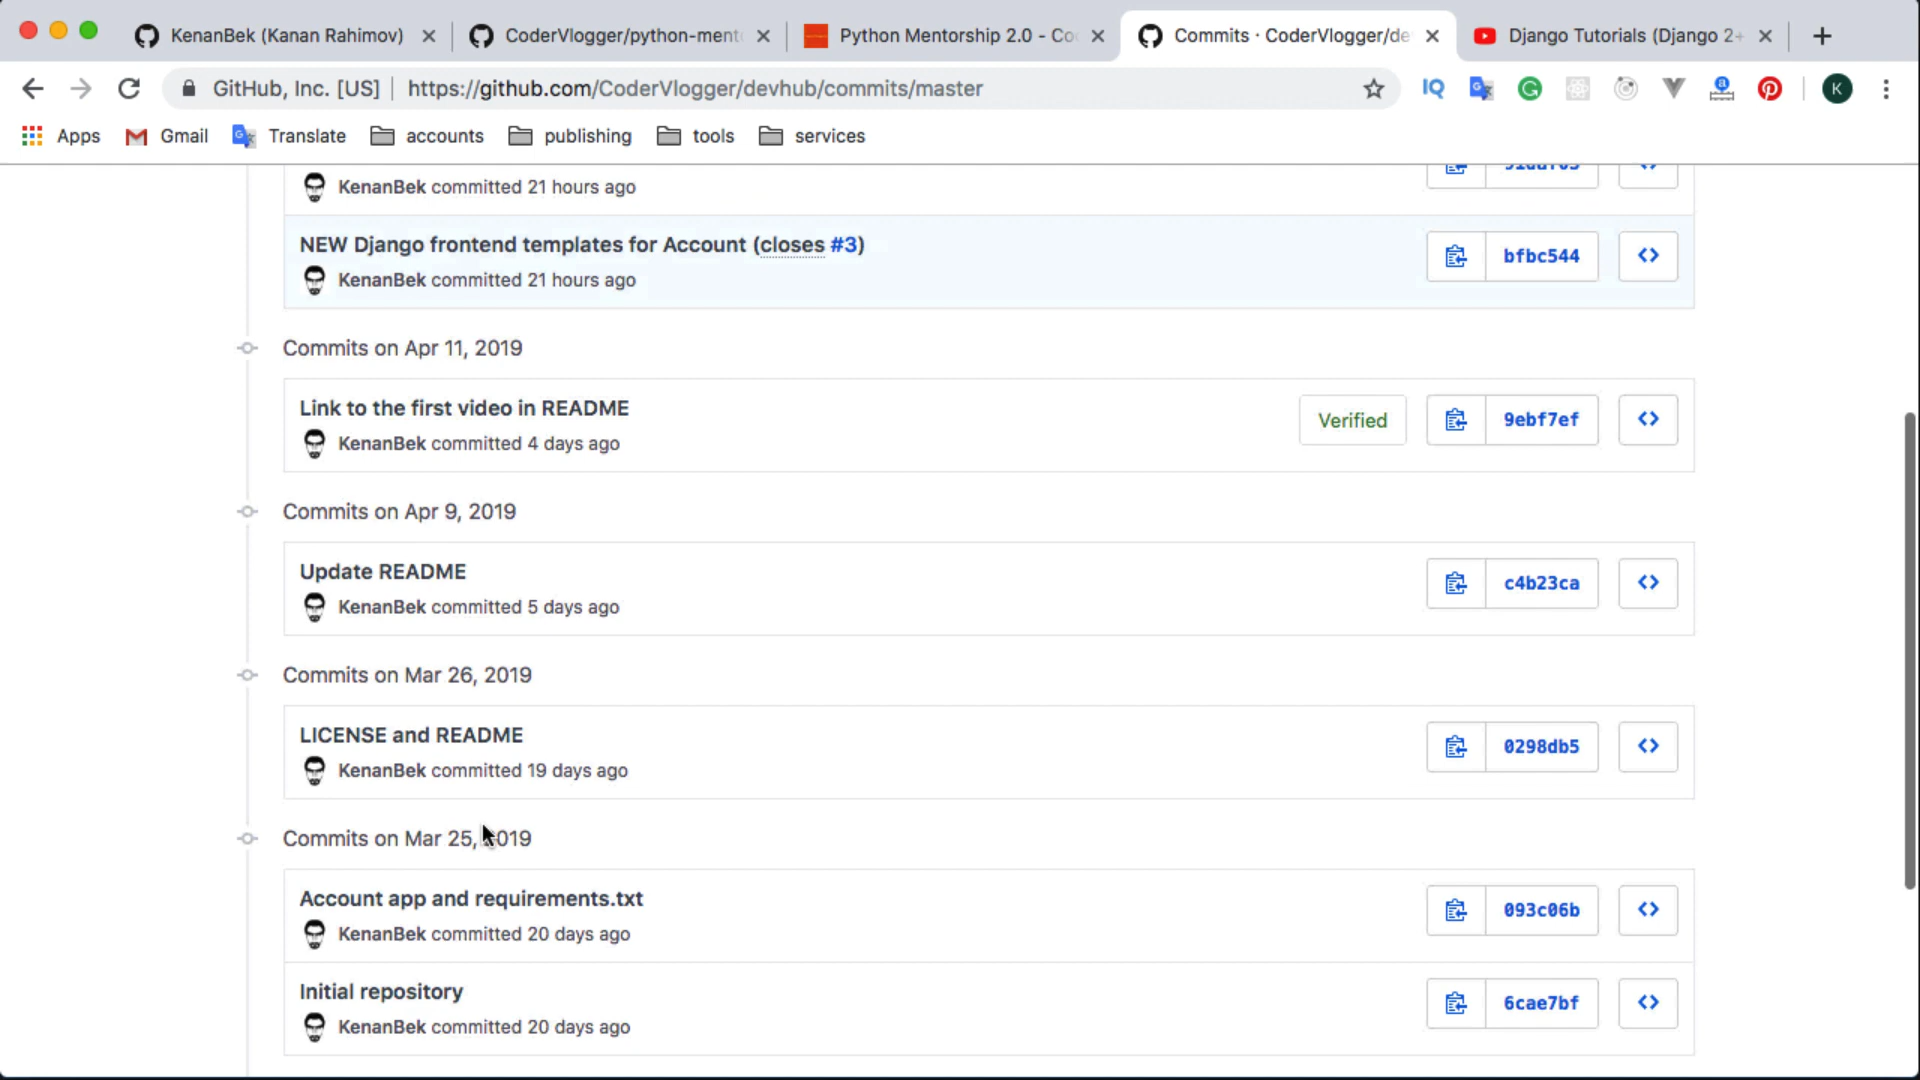 KenanBek (Kanan Rahimov)
CoderVlogger/python-ment
Python Mentorship 2.0 - Co
Commits · CoderVlogger/de
Django Tutorials (Django 2+
GitHub, Inc. [US] https://github.com/CoderVlogger/devhub/commits/master
K
Apps Gmail Translate accounts publishing tools services
KenanBek committed 21 hours ago
NEW Django frontend templates for Account (closes #3)
bfbc544
KenanBek committed 21 hours ago
Commits on Apr 11, 2019
Link to the first video in README
Verified
9ebf7ef
KenanBek committed 4 days ago
Commits on Apr 9, 2019
Update README
c4b23ca
KenanBek committed 5 days ago
Commits on Mar 26, 2019
LICENSE and README
0298db5
KenanBek committed 19 days ago
Commits on Mar 25, 2019
Account app and requirements.txt
093c06b
KenanBek committed 20 days ago
Initial repository
6cae7bf
KenanBek committed 20 days ago